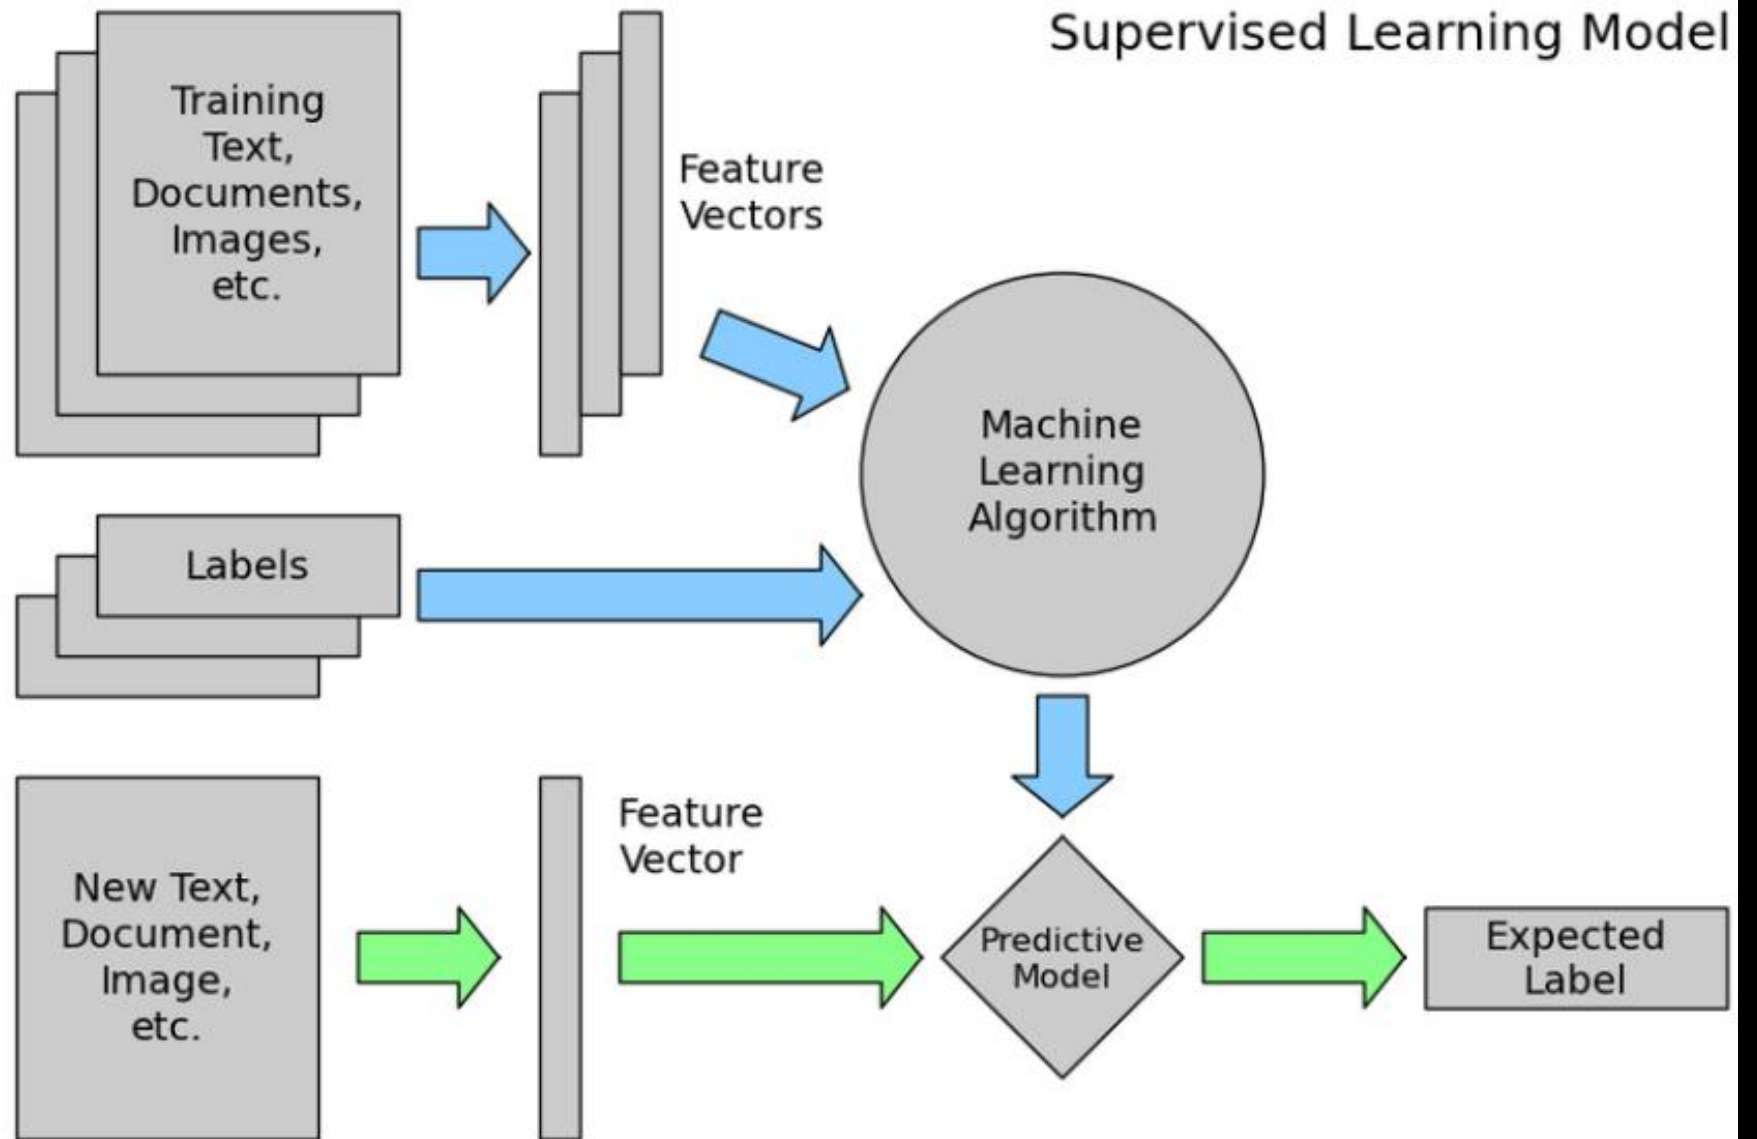 Supervised Learning Model
Training
Text,
Documents,
Images,
etc.
Feature
Vectors
Machine
Learning
Algorithm
Labels
New Text,
Document,
Image,
etc.
Feature
Vector
Predictive
Model
Expected
Label